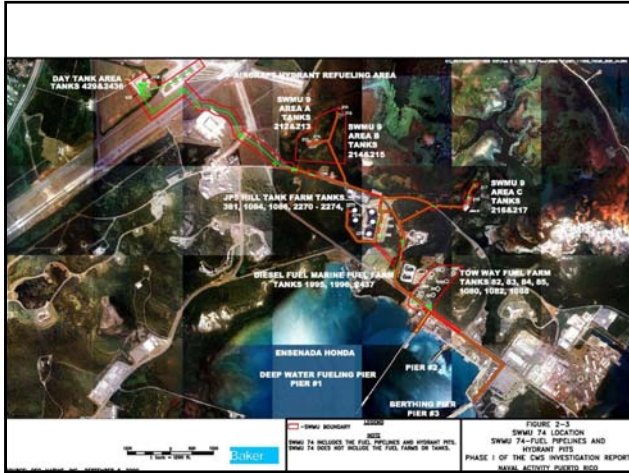 DAY TANK AREA
TANKS 429&2436
AIRCRAFT HYDRANT REFUELING AREA
SWMU 9
AREA A
TANKS
212&213
SWMU 9
AREA B
TANKS
214&215
SWMU 9
AREA C
TANKS
216&217
JP5 HILL TANK FARM TANKS
381, 1084, 1086, 2270 - 2274,
DIESEL FUEL MARINE FUEL FARM
TANKS 1995, 1996, 2437
TOW WAY FUEL FARM
TANKS 82, 83, 84, 85,
1080, 1082, 1088
ENSENADA HONDA
DEEP WATER FUELING PIER
PIER #1
PIER #2
BERTHING PIER
PIER #3
LEGEND
-SWMU BOUNDARY
NOTE
SWMU 74 INCLUDES THE FUEL PIPELINES AND HYDRANT PITS.
SWMU 74 DOES NOT INCLUDE THE FUEL FARMS OR TANKS.
Baker
FIGURE 2-3
SWMU 74 LOCATION
SWMU 74-FUEL PIPELINES AND
HYDRANT PITS
PHASE I OF THE CMS INVESTIGATION REPORT
NAVAL ACTIVITY PUERTO RICO